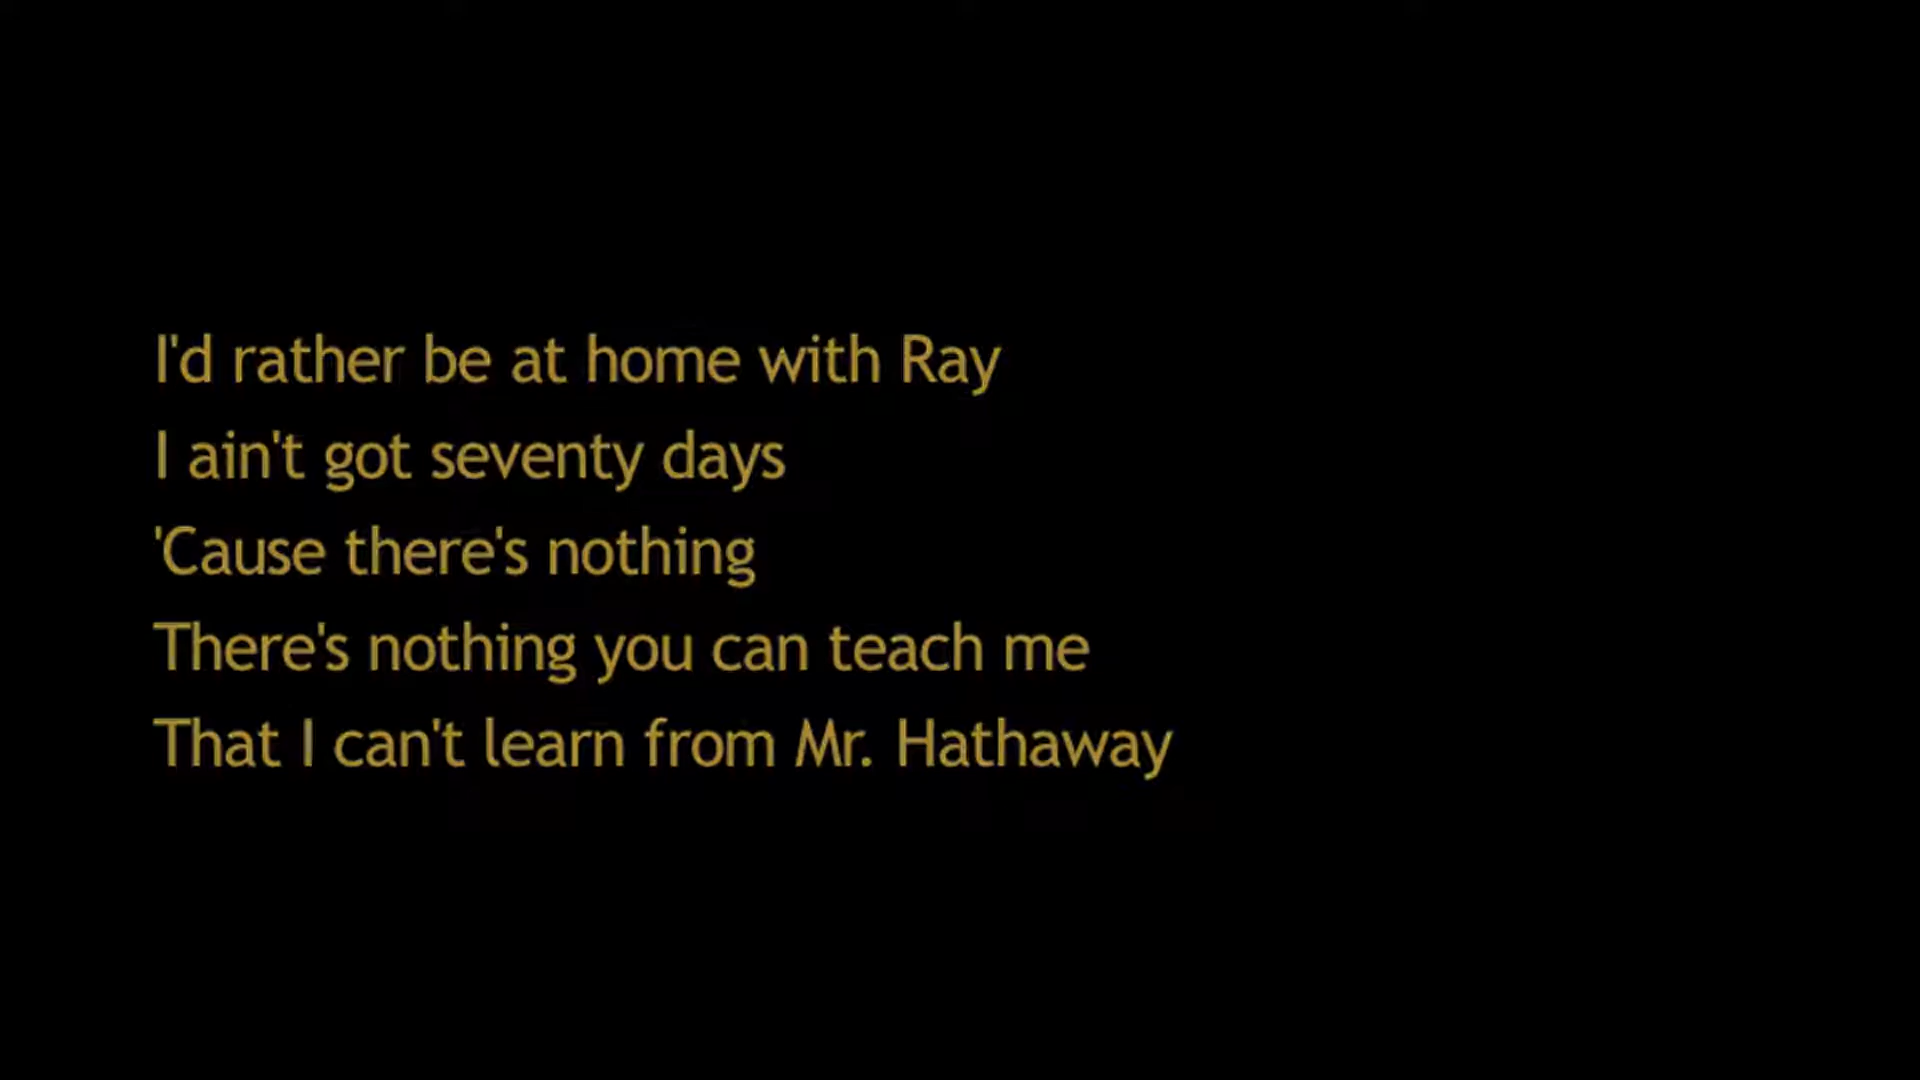 I'd rather be at home with Ray
I ain't got seventy days
'Cause there's nothing
There's nothing you can teach me
That I can't learn from Mr. Hathaway